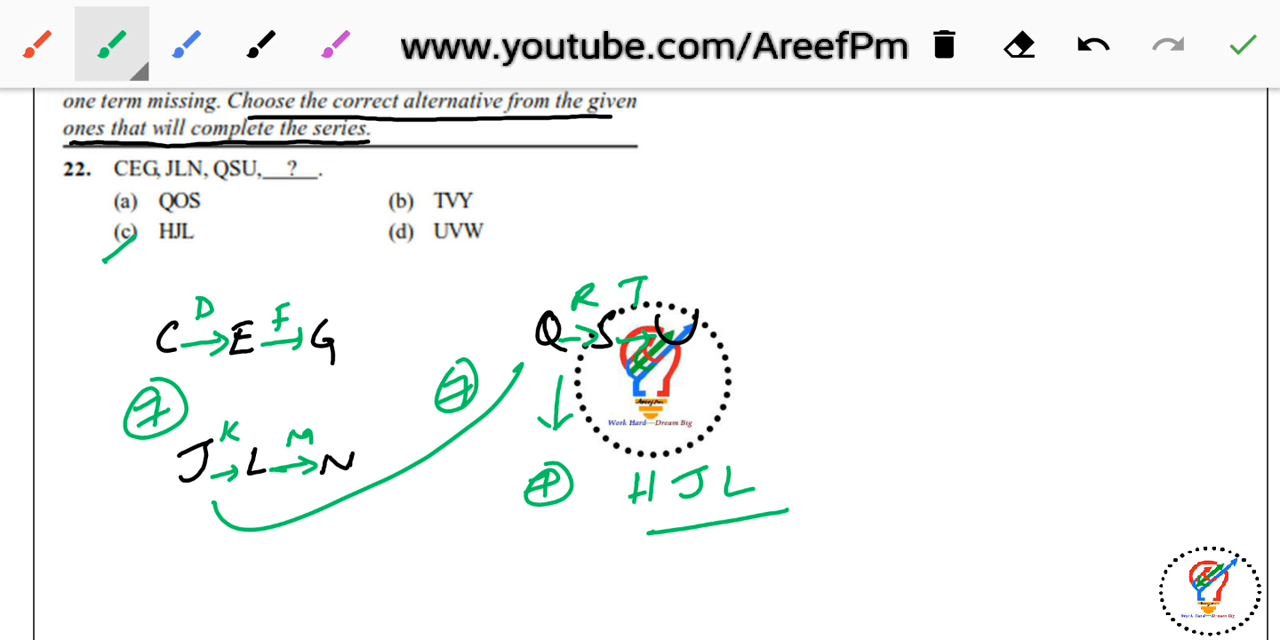 www.youtube.com/AreefPm
one term missing. Choose the correct alternative from the given
ones that will complete the series.
22. CEG, JLN, QSU, ? .
(a) QOS (b) TVY
(c) HJL (d) UVW
C D E F G
Q R S T U
7
7
J K L M N
AreefPm
Work Hard—Dream Big
7 H J L